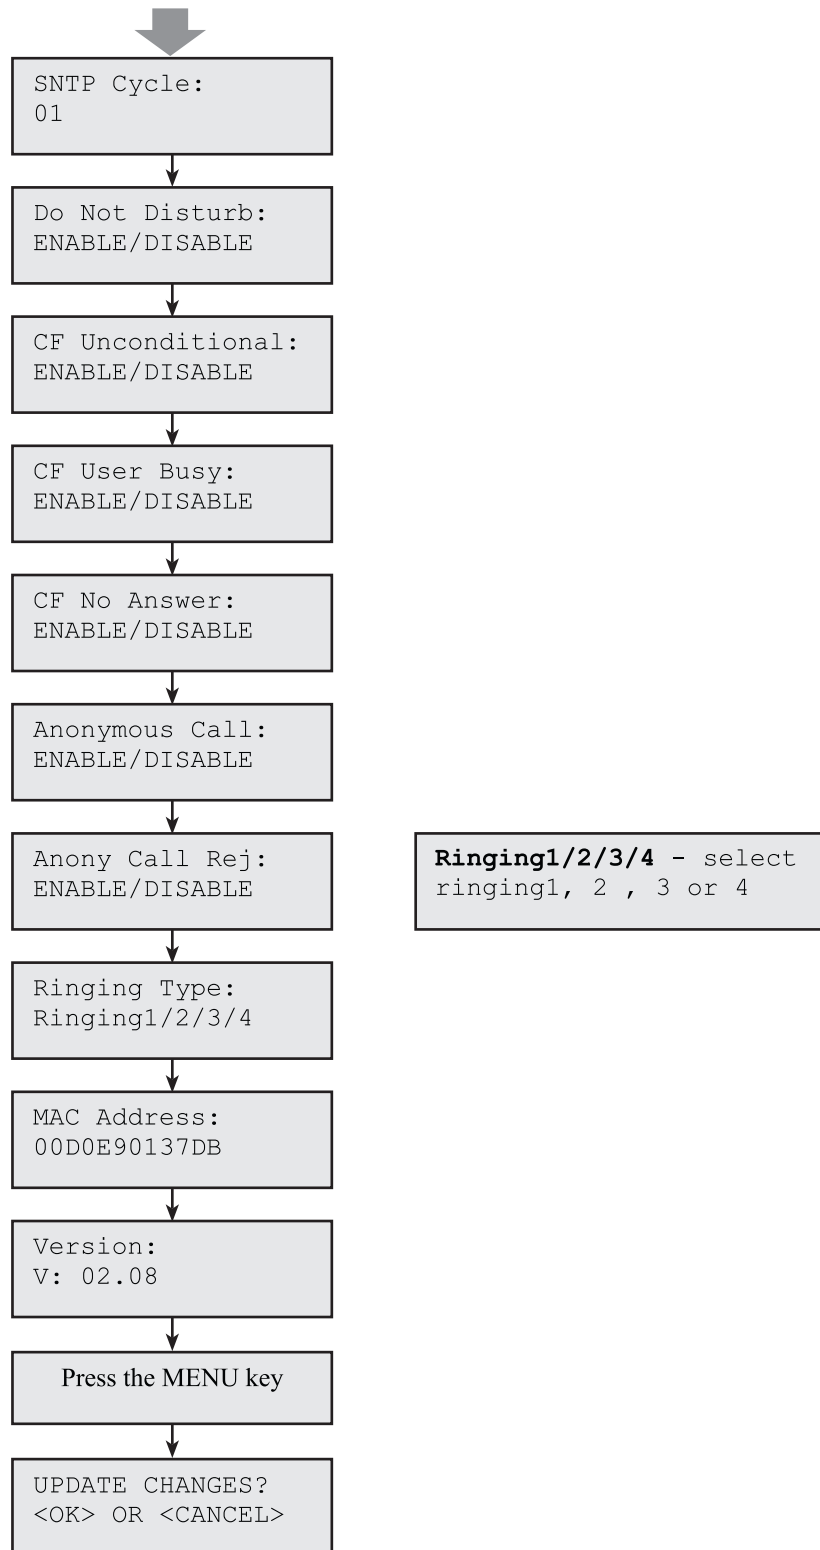 SNTP Cycle:
01
Do Not Disturb:
ENABLE/DISABLE
CF Unconditional:
ENABLE/DISABLE
CF User Busy:
ENABLE/DISABLE
CF No Answer:
ENABLE/DISABLE
Anonymous Call:
ENABLE/DISABLE
Anony Call Rej:
ENABLE/DISABLE
Ringing1/2/3/4 - select
ringing1, 2 , 3 or 4
Ringing Type:
Ringing1/2/3/4
MAC Address:
00D0E90137DB
Version:
V: 02.08
Press the MENU key
UPDATE CHANGES?
<OK> OR <CANCEL>